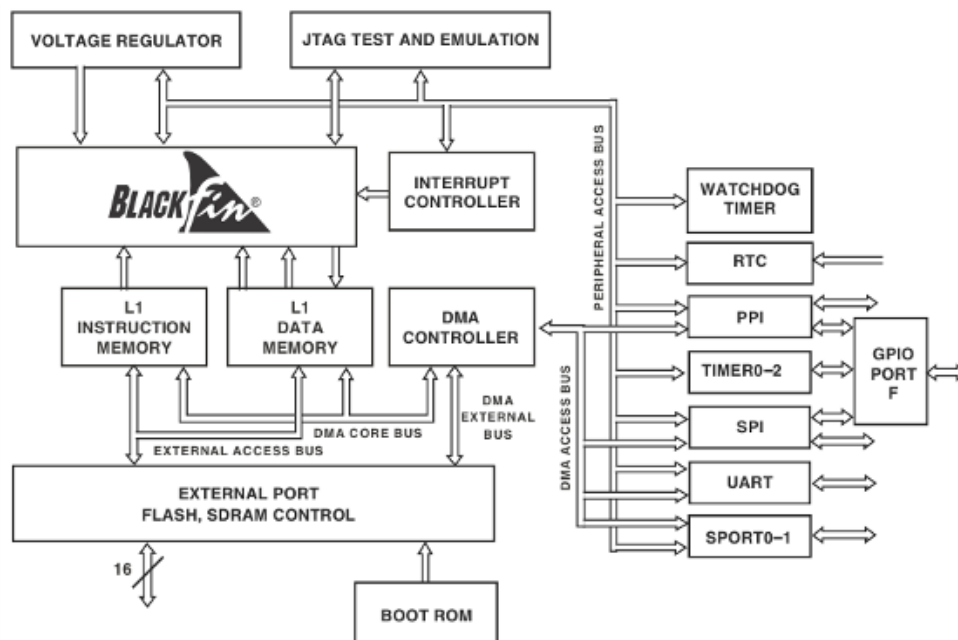 VOLTAGE REGULATOR
JTAG TEST AND EMULATION
BLACKfin®
INTERRUPT
CONTROLLER
PERIPHERAL ACCESS BUS
WATCHDOG
TIMER
RTC
L1
INSTRUCTION
MEMORY
L1
DATA
MEMORY
DMA
CONTROLLER
PPI
GPIO
PORT
F
TIMER0–2
DMA
EXTERNAL
BUS
DMA CORE BUS
EXTERNAL ACCESS BUS
DMA ACCESS BUS
SPI
UART
SPORT0–1
EXTERNAL PORT
FLASH, SDRAM CONTROL
16
BOOT ROM